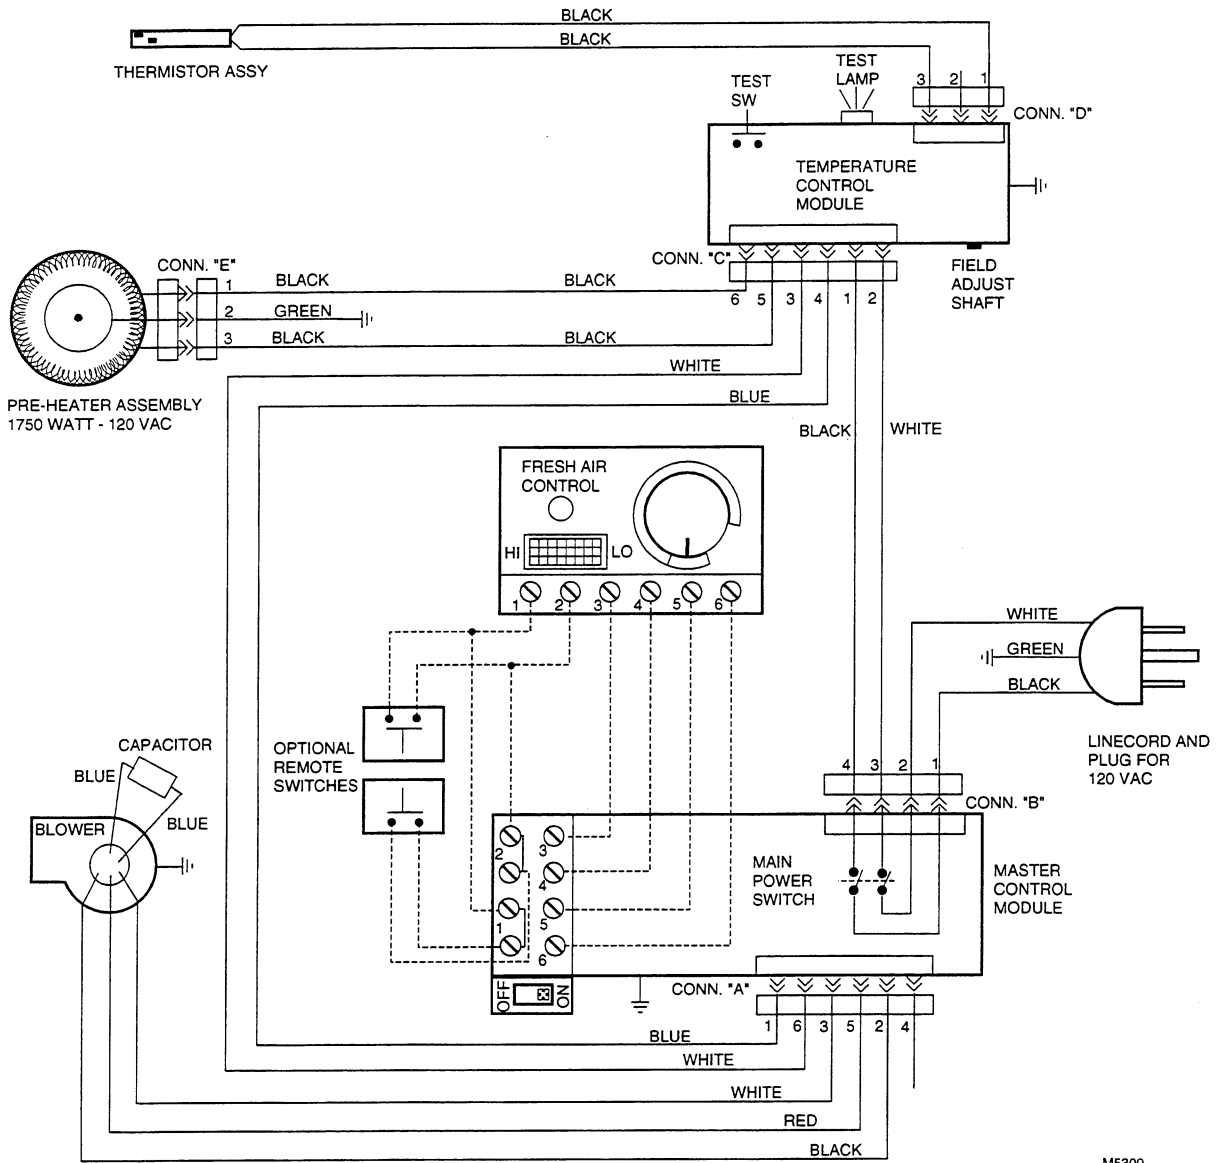 BLACK
BLACK
THERMISTOR ASSY
TEST
SW
TEST
LAMP
3 2 1
CONN. "D"
TEMPERATURE
CONTROL
MODULE
CONN. "C"
6 5 3 4 1 2
FIELD
ADJUST
SHAFT
CONN. "E"
1
BLACK
BLACK
2
GREEN
3
BLACK
BLACK
WHITE
BLUE
BLACK
WHITE
PRE-HEATER ASSEMBLY
1750 WATT - 120 VAC
FRESH AIR
CONTROL
HI
LO
1 2 3 4 5 6
WHITE
GREEN
BLACK
LINECORD AND
PLUG FOR
120 VAC
OPTIONAL
REMOTE
SWITCHES
CAPACITOR
BLUE
BLUE
BLOWER
4 3 2 1
CONN. "B"
2
3
4
1
5
6
MAIN
POWER
SWITCH
MASTER
CONTROL
MODULE
OFF
ON
CONN. "A"
1 6 3 5 2 4
BLUE
WHITE
WHITE
RED
BLACK